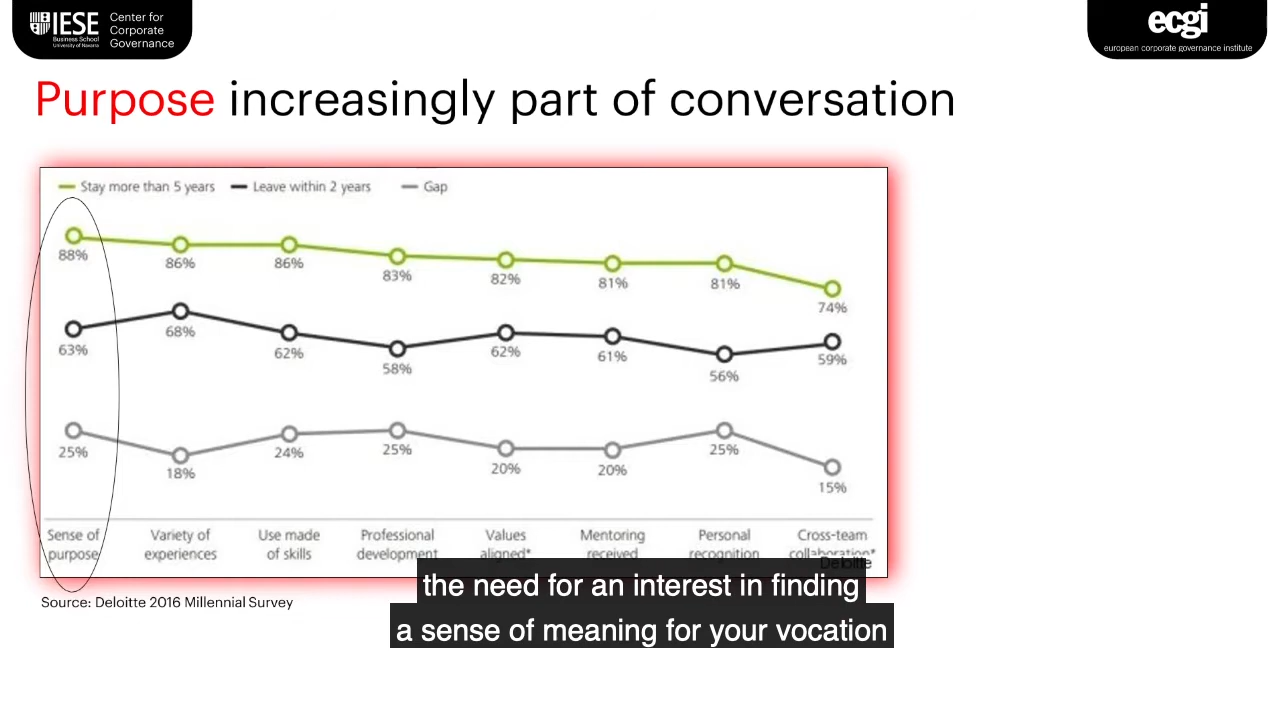 IESE
Business School
University of Navarra
Center for
Corporate
Governance
ecgi
european corporate governance institute
Purpose increasingly part of conversation
Stay more than 5 years Leave within 2 years Gap
88% 86% 86% 83% 82% 81% 81% 74%
63% 68% 62% 58% 62% 61% 56% 59%
25% 18% 24% 25% 20% 20% 25% 15%
Sense of purpose
Variety of experiences
Use made of skills
Professional development
Values aligned*
Mentoring received
Personal recognition
Cross-team collaboration*
Deloitte
Source: Deloitte 2016 Millennial Survey
the need for an interest in finding
a sense of meaning for your vocation